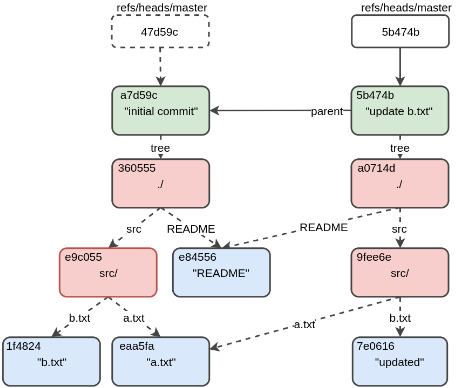 refs/heads/master
refs/heads/master
47d59c
5b474b
a7d59c
"initial commit"
parent
5b474b
"update b.txt"
tree
tree
360555
./
a0714d
./
src
README
README
src
e9c055
src/
e84556
"README"
9fee6e
src/
b.txt
a.txt
a.txt
b.txt
1f4824
"b.txt"
eaa5fa
"a.txt"
7e0616
"updated"